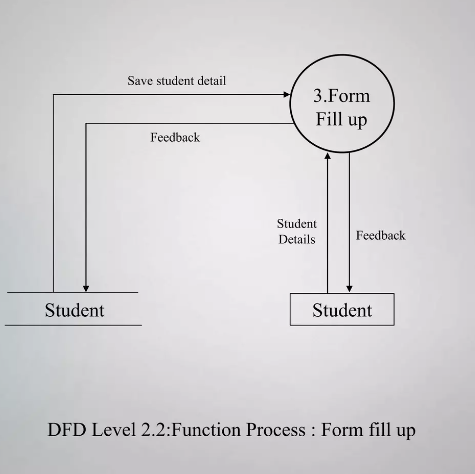 Save student detail
3.Form
Fill up
Feedback
Student
Details
Feedback
Student
Student
DFD Level 2.2:Function Process : Form fill up